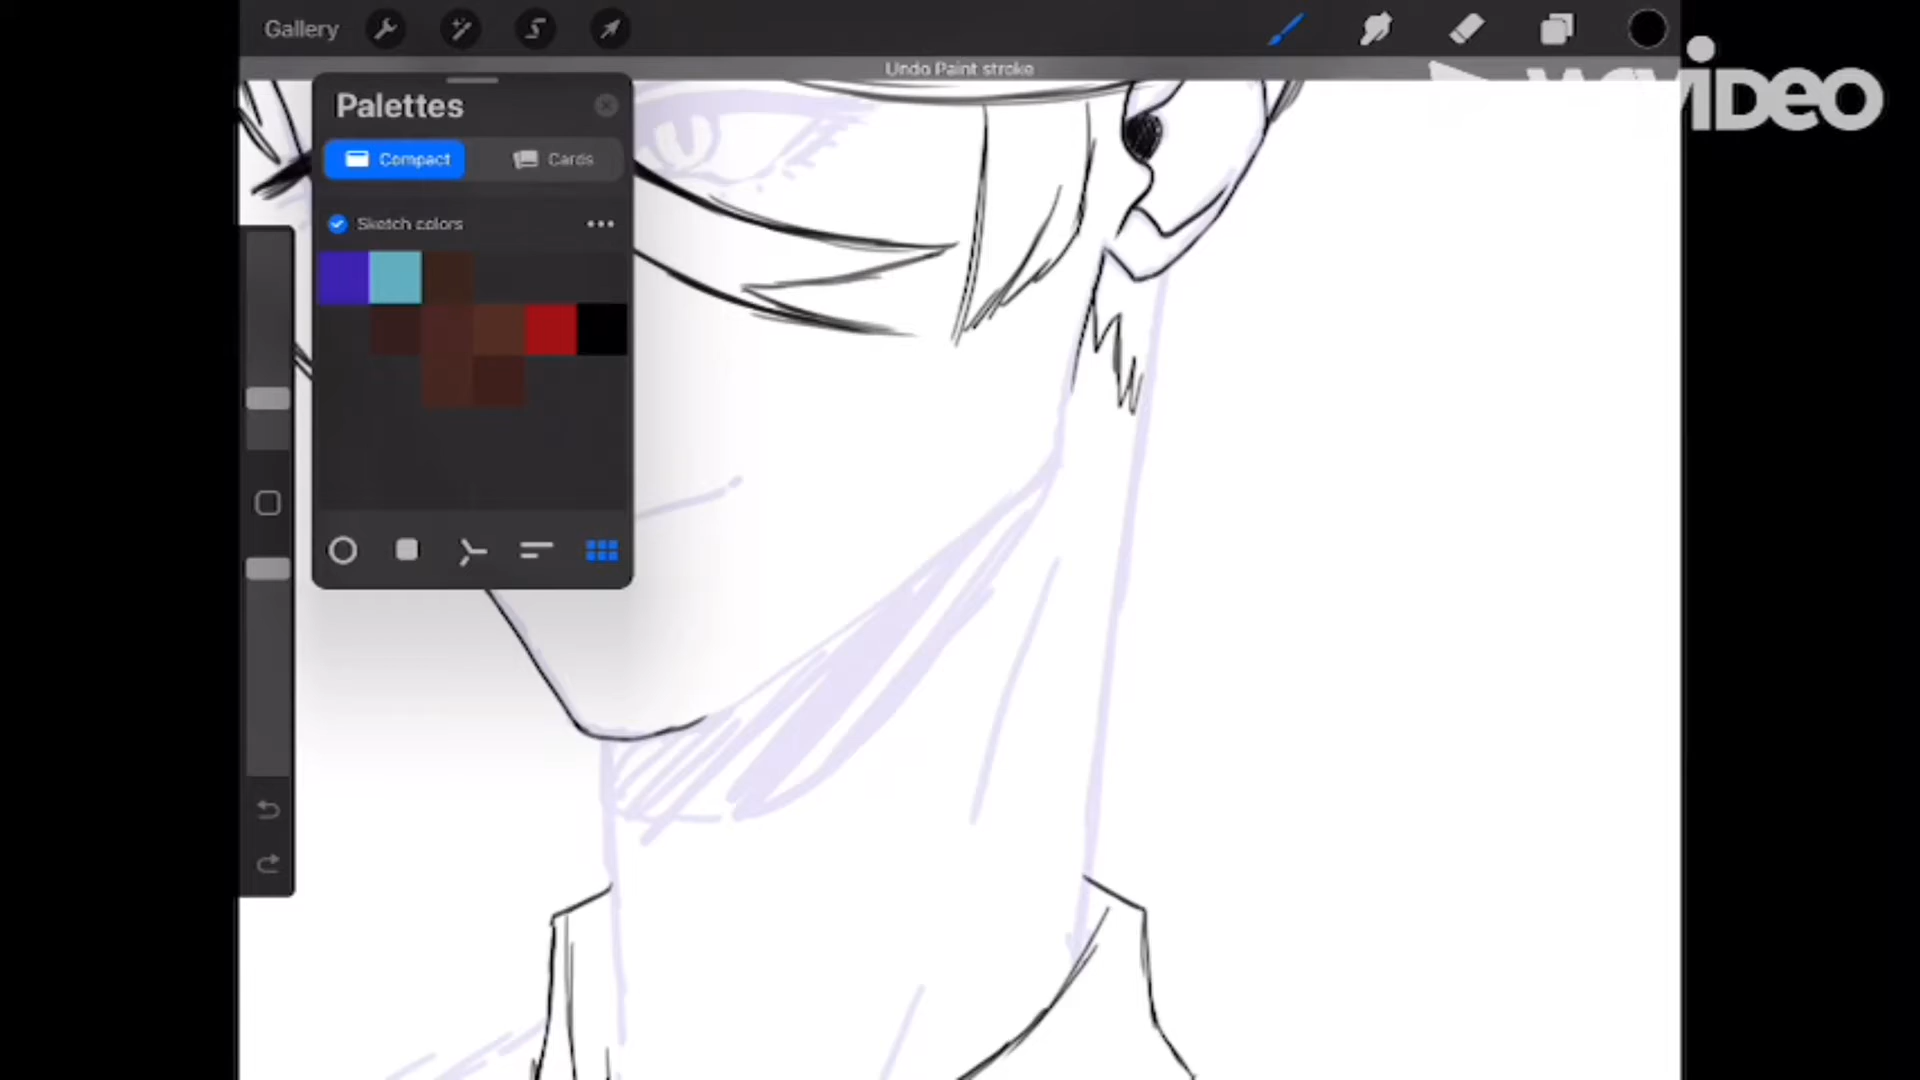 Gallery
Undo Paint stroke
Palettes
Compact
Cards
Sketch colors